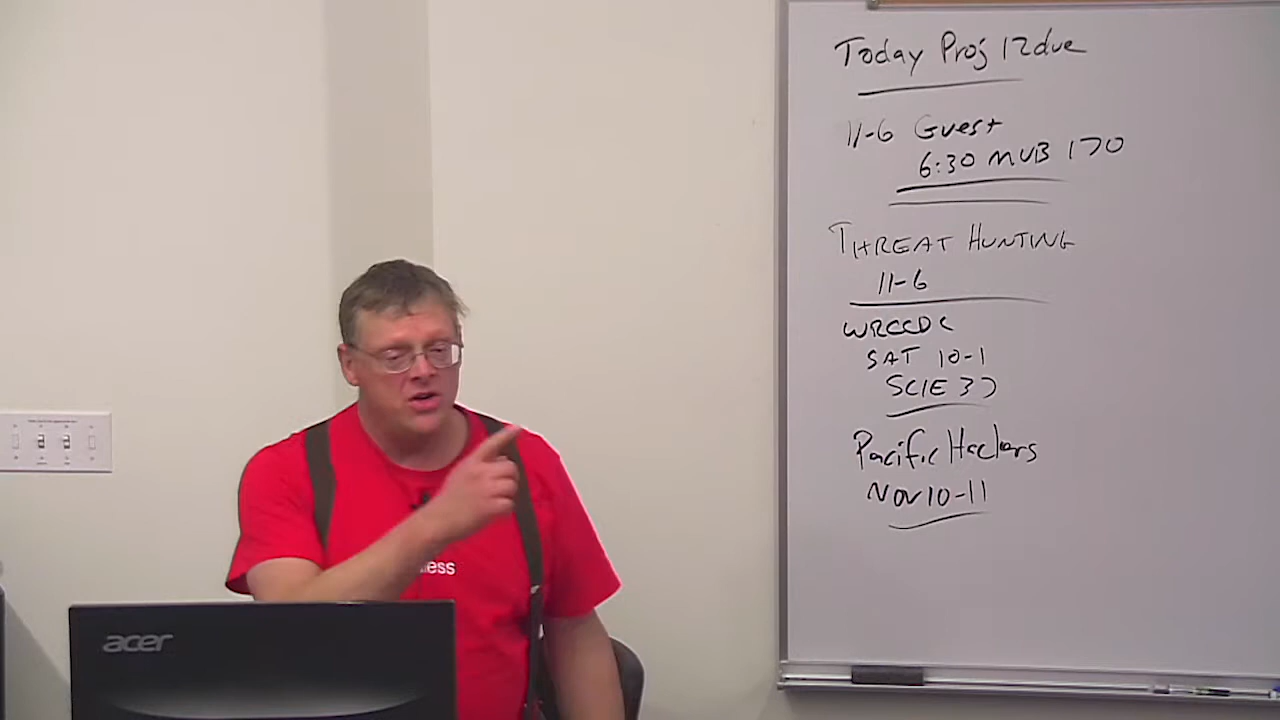 Today Proj 12 due
11-6 Guest
6:30 MUB 170
THREAT HUNTING
11-6
WRCCDC
SAT 10-1
SCIE 37
Pacific Hackers
Nov 10-11
ess
acer